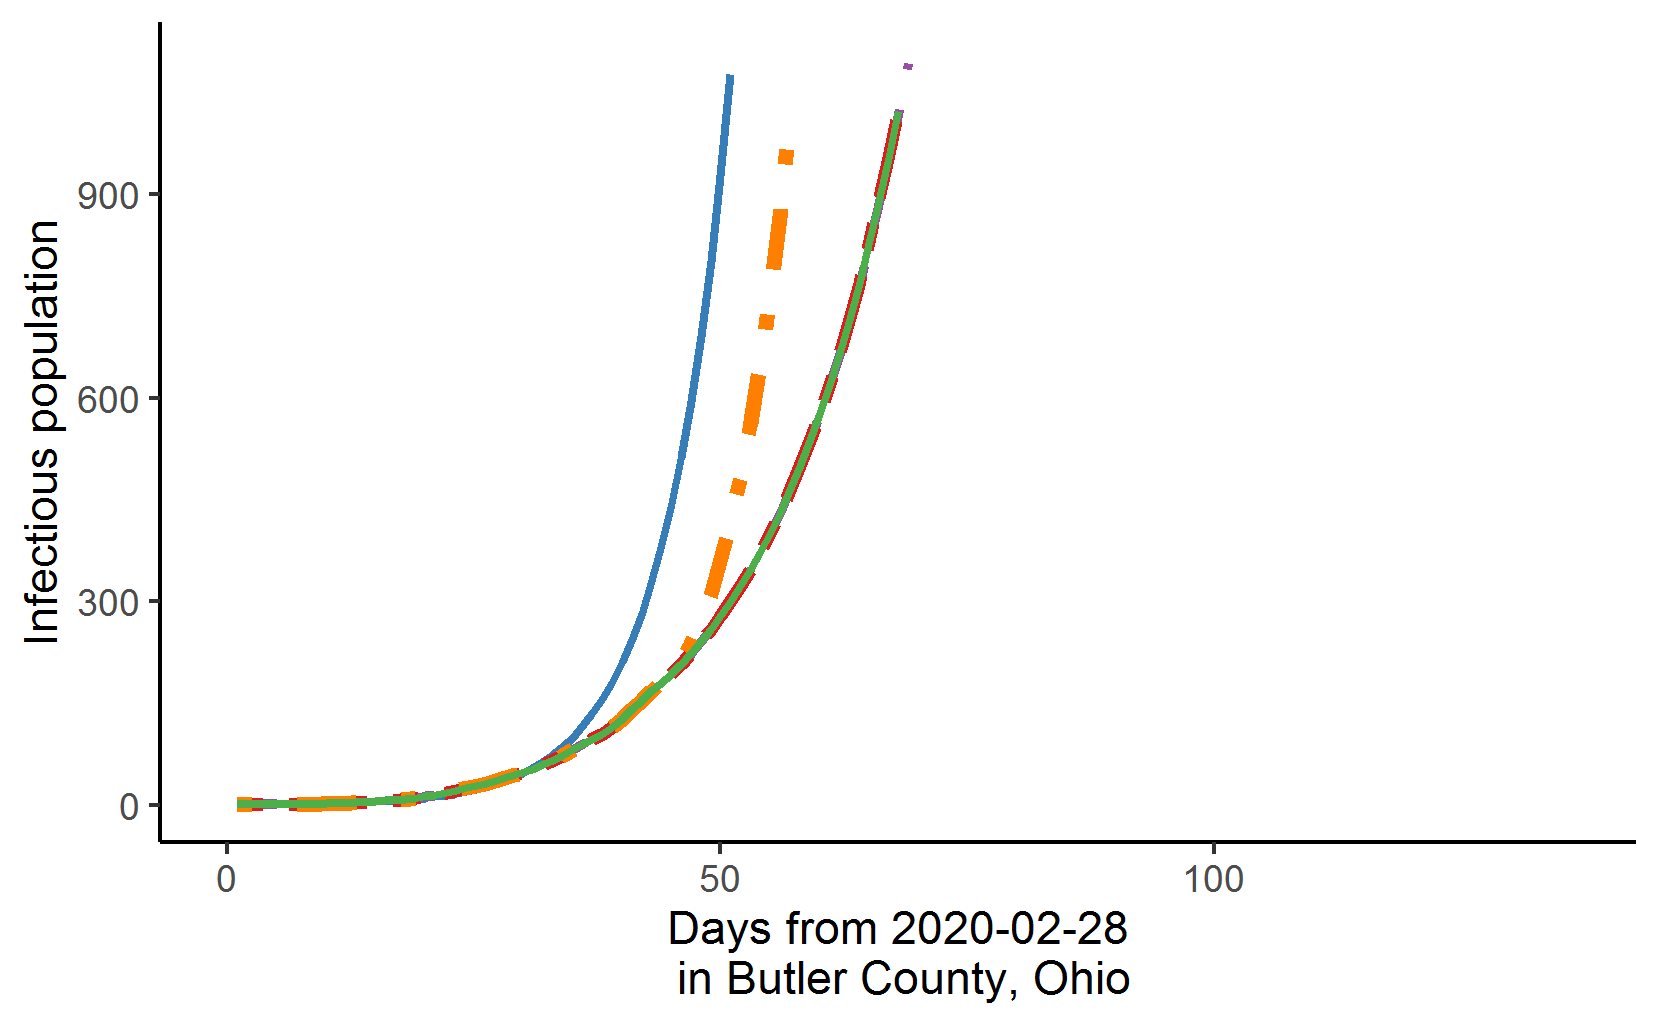 Infectious population
900
600
300
0
0
50
100
Days from 2020-02-28
in Butler County, Ohio